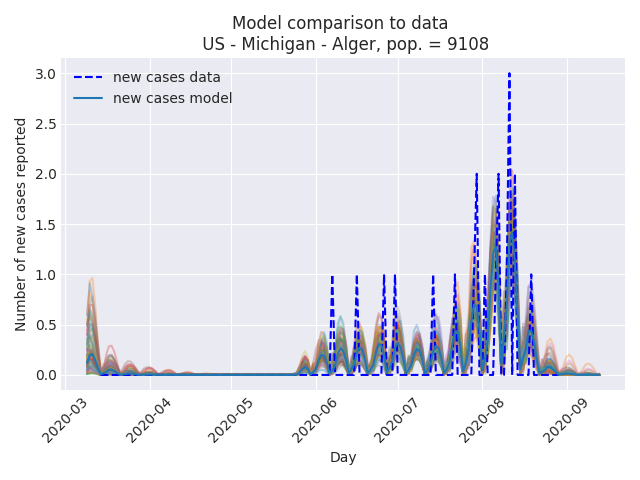 Model comparison to data
US - Michigan - Alger, pop. = 9108
new cases data
new cases model
Number of new cases reported
3.0
2.5
2.0
1.5
1.0
0.5
0.0
2020-03
2020-04
2020-05
2020-06
2020-07
2020-08
2020-09
Day